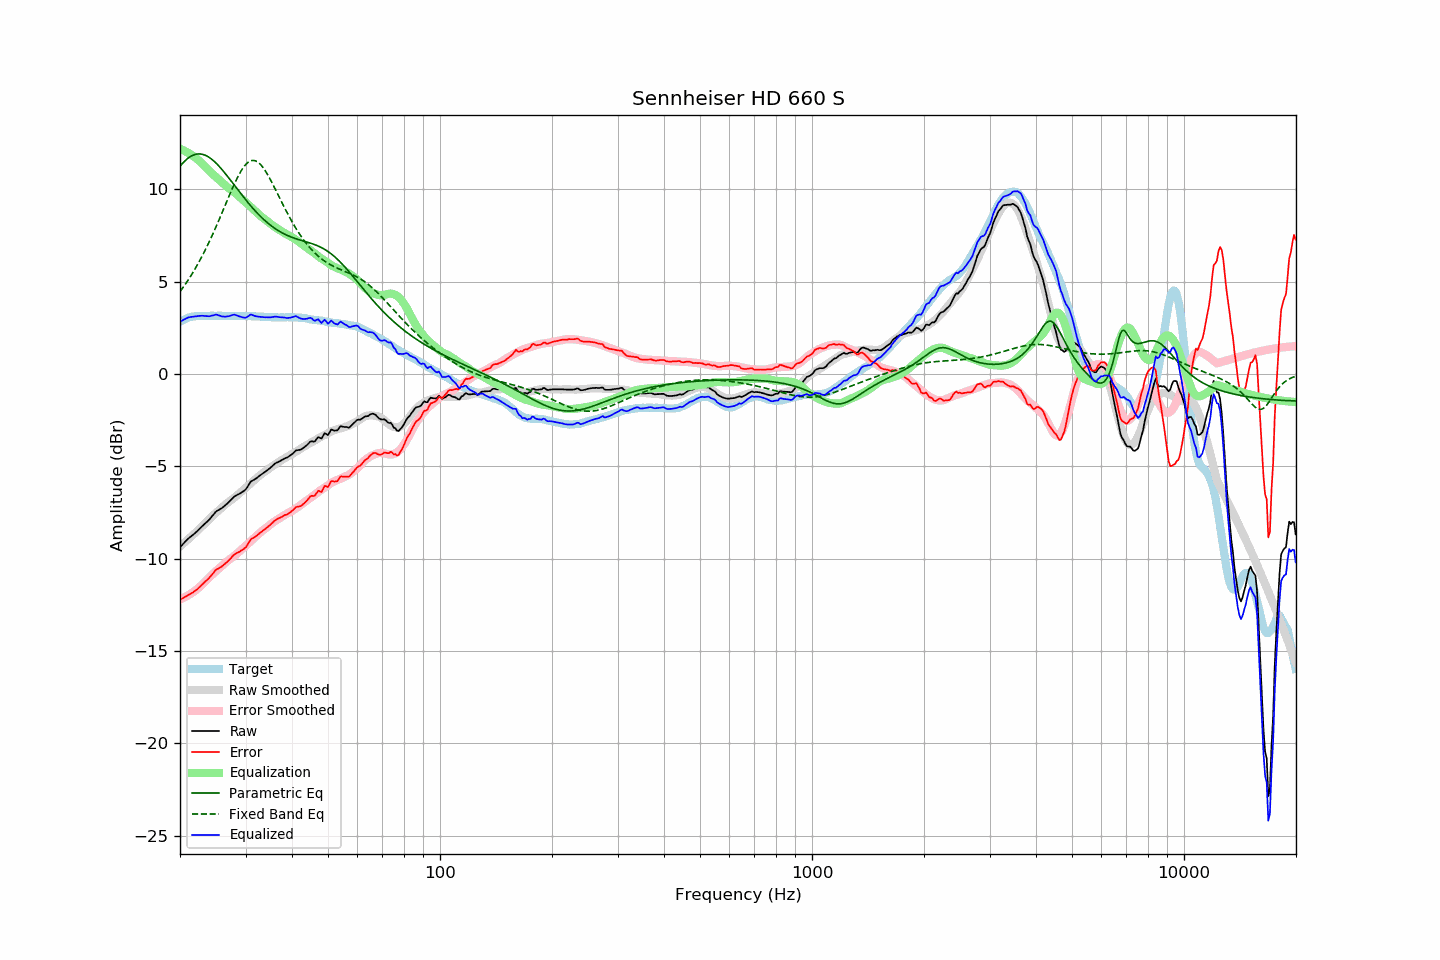 Sennheiser HD 660 S
Amplitude (dBr)
10
5
0
−5
−10
−15
−20
−25
Target
Raw Smoothed
Error Smoothed
Raw
Error
Equalization
Parametric Eq
Fixed Band Eq
Equalized
100
1000
10000
Frequency (Hz)